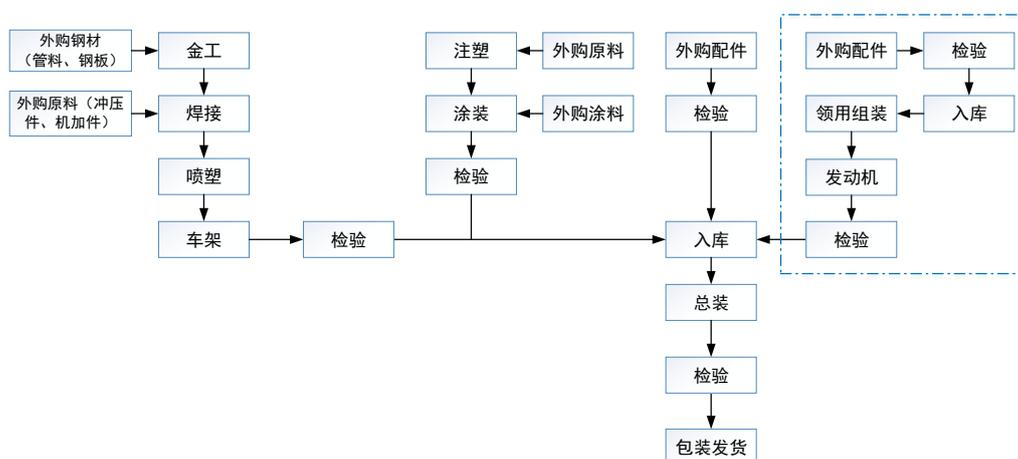 外购钢材
（管料、钢板）
金工
注塑
外购原料
外购配件
外购配件
检验
外购原料（冲压
件、机加件）
焊接
涂装
外购涂料
检验
领用组装
入库
喷塑
检验
发动机
车架
检验
入库
检验
总装
检验
包装发货